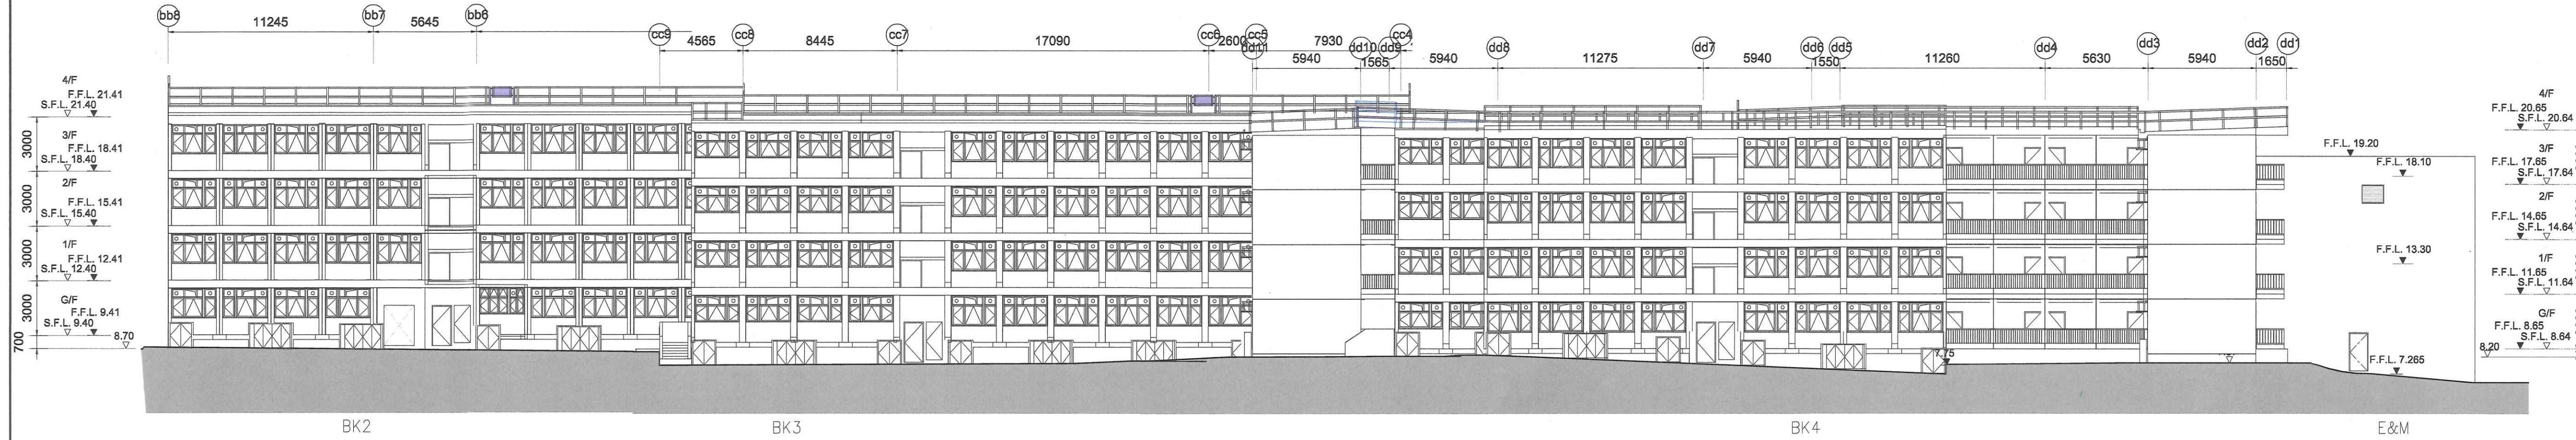 bb8 11245 bb7 5645 bb6
cc9 4565 cc8 8445 cc7 17090 cc6 2600 cc5 7930 cc4
dd11 5940 dd10 1565 dd9 5940 dd8 11275 dd7 5940 dd6 1550 dd5 11260 dd4 5630 dd3 5940 dd2 1650 dd1
4/F
F.F.L. 21.41
S.F.L. 21.40
3000
3/F
F.F.L. 18.41
S.F.L. 18.40
3000
2/F
F.F.L. 15.41
S.F.L. 15.40
3000
1/F
F.F.L. 12.41
S.F.L. 12.40
3000
G/F
F.F.L. 9.41
S.F.L. 9.40
700
8.70
7.75
F.F.L. 19.20
F.F.L. 18.10
F.F.L. 13.30
F.F.L. 7.265
4/F
F.F.L. 20.65
S.F.L. 20.64
3/F
F.F.L. 17.65
S.F.L. 17.64
2/F
F.F.L. 14.65
S.F.L. 14.64
1/F
F.F.L. 11.65
S.F.L. 11.64
G/F
F.F.L. 8.65
S.F.L. 8.64
8.20
BK2
BK3
BK4
E&M